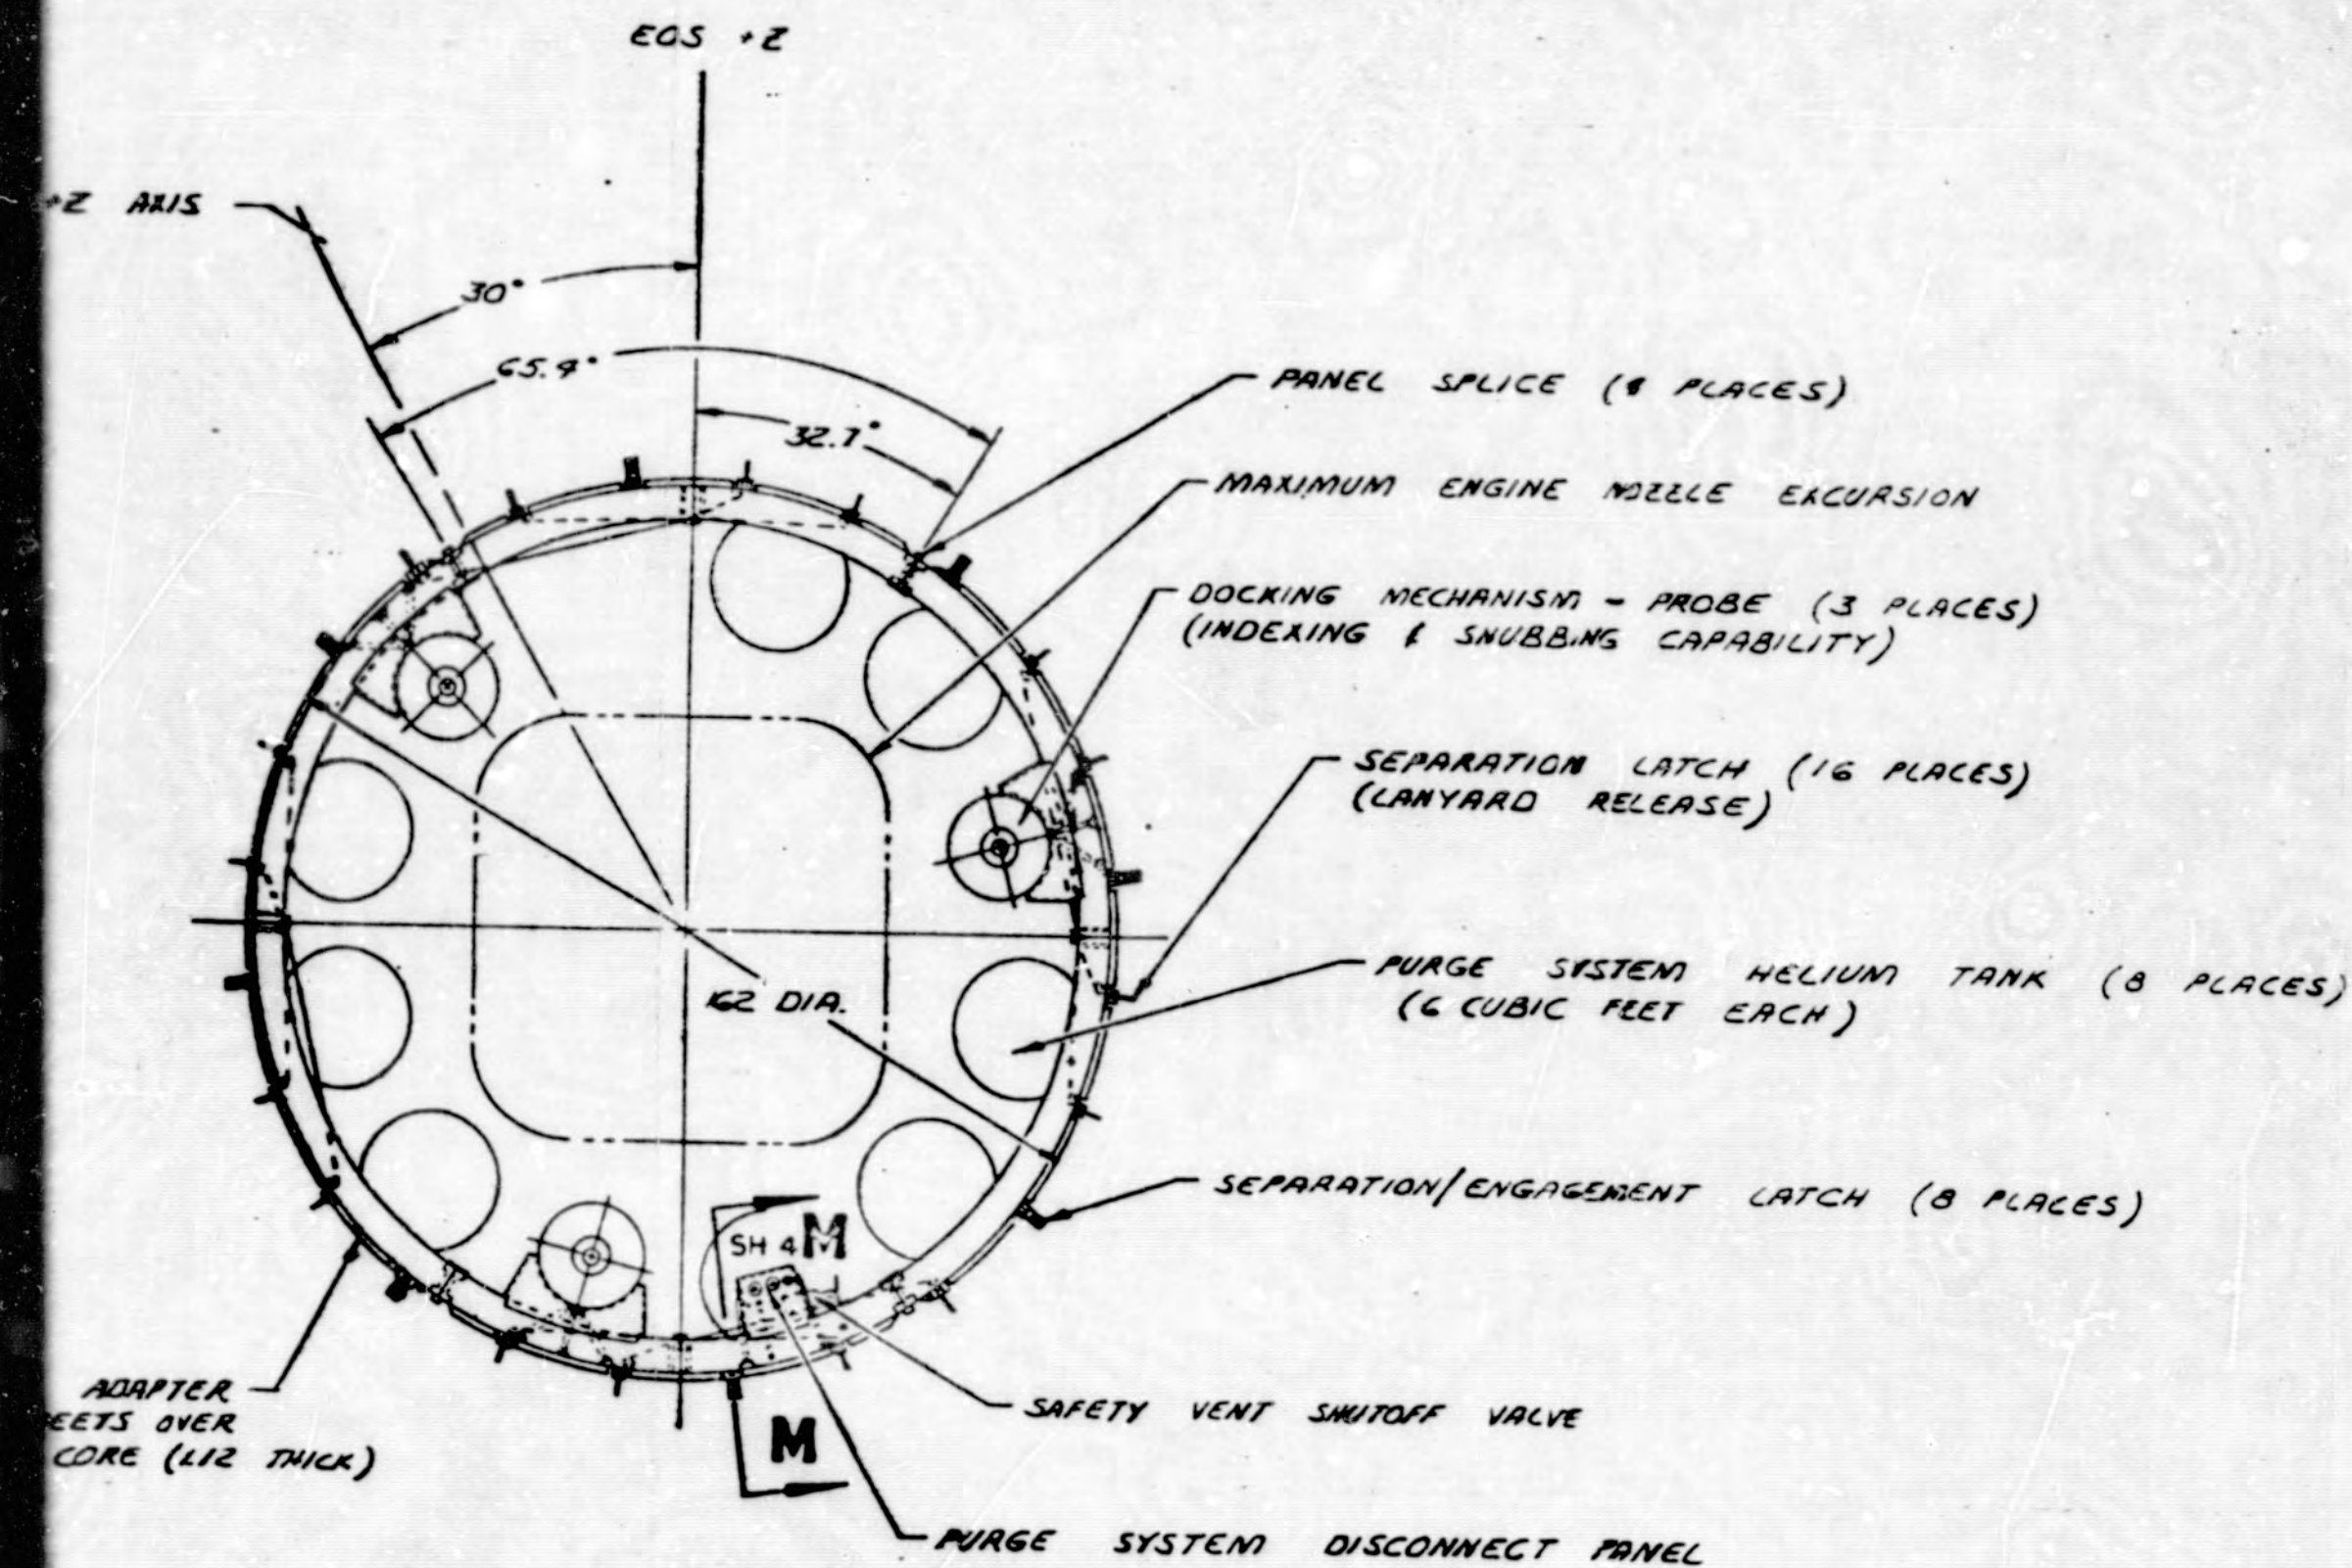 EOS +Z
+Z AXIS
30°
65.4°
32.7°
PANEL SPLICE ( PLACES)
MAXIMUM ENGINE NOZZLE EXCURSION
DOCKING MECHANISM - PROBE (3 PLACES)
(INDEXING & SNUBBING CAPABILITY)
SEPARATION LATCH (16 PLACES)
(LANYARD RELEASE)
PURGE SYSTEM HELIUM TANK (8 PLACES)
(6 CUBIC FEET EACH)
162 DIA.
SEPARATION/ENGAGEMENT LATCH (8 PLACES)
SH 4 M
ADAPTER
EETS OVER
CORE (1.12 THICK)
SAFETY VENT SHUTOFF VALVE
M
PURGE SYSTEM DISCONNECT PANEL